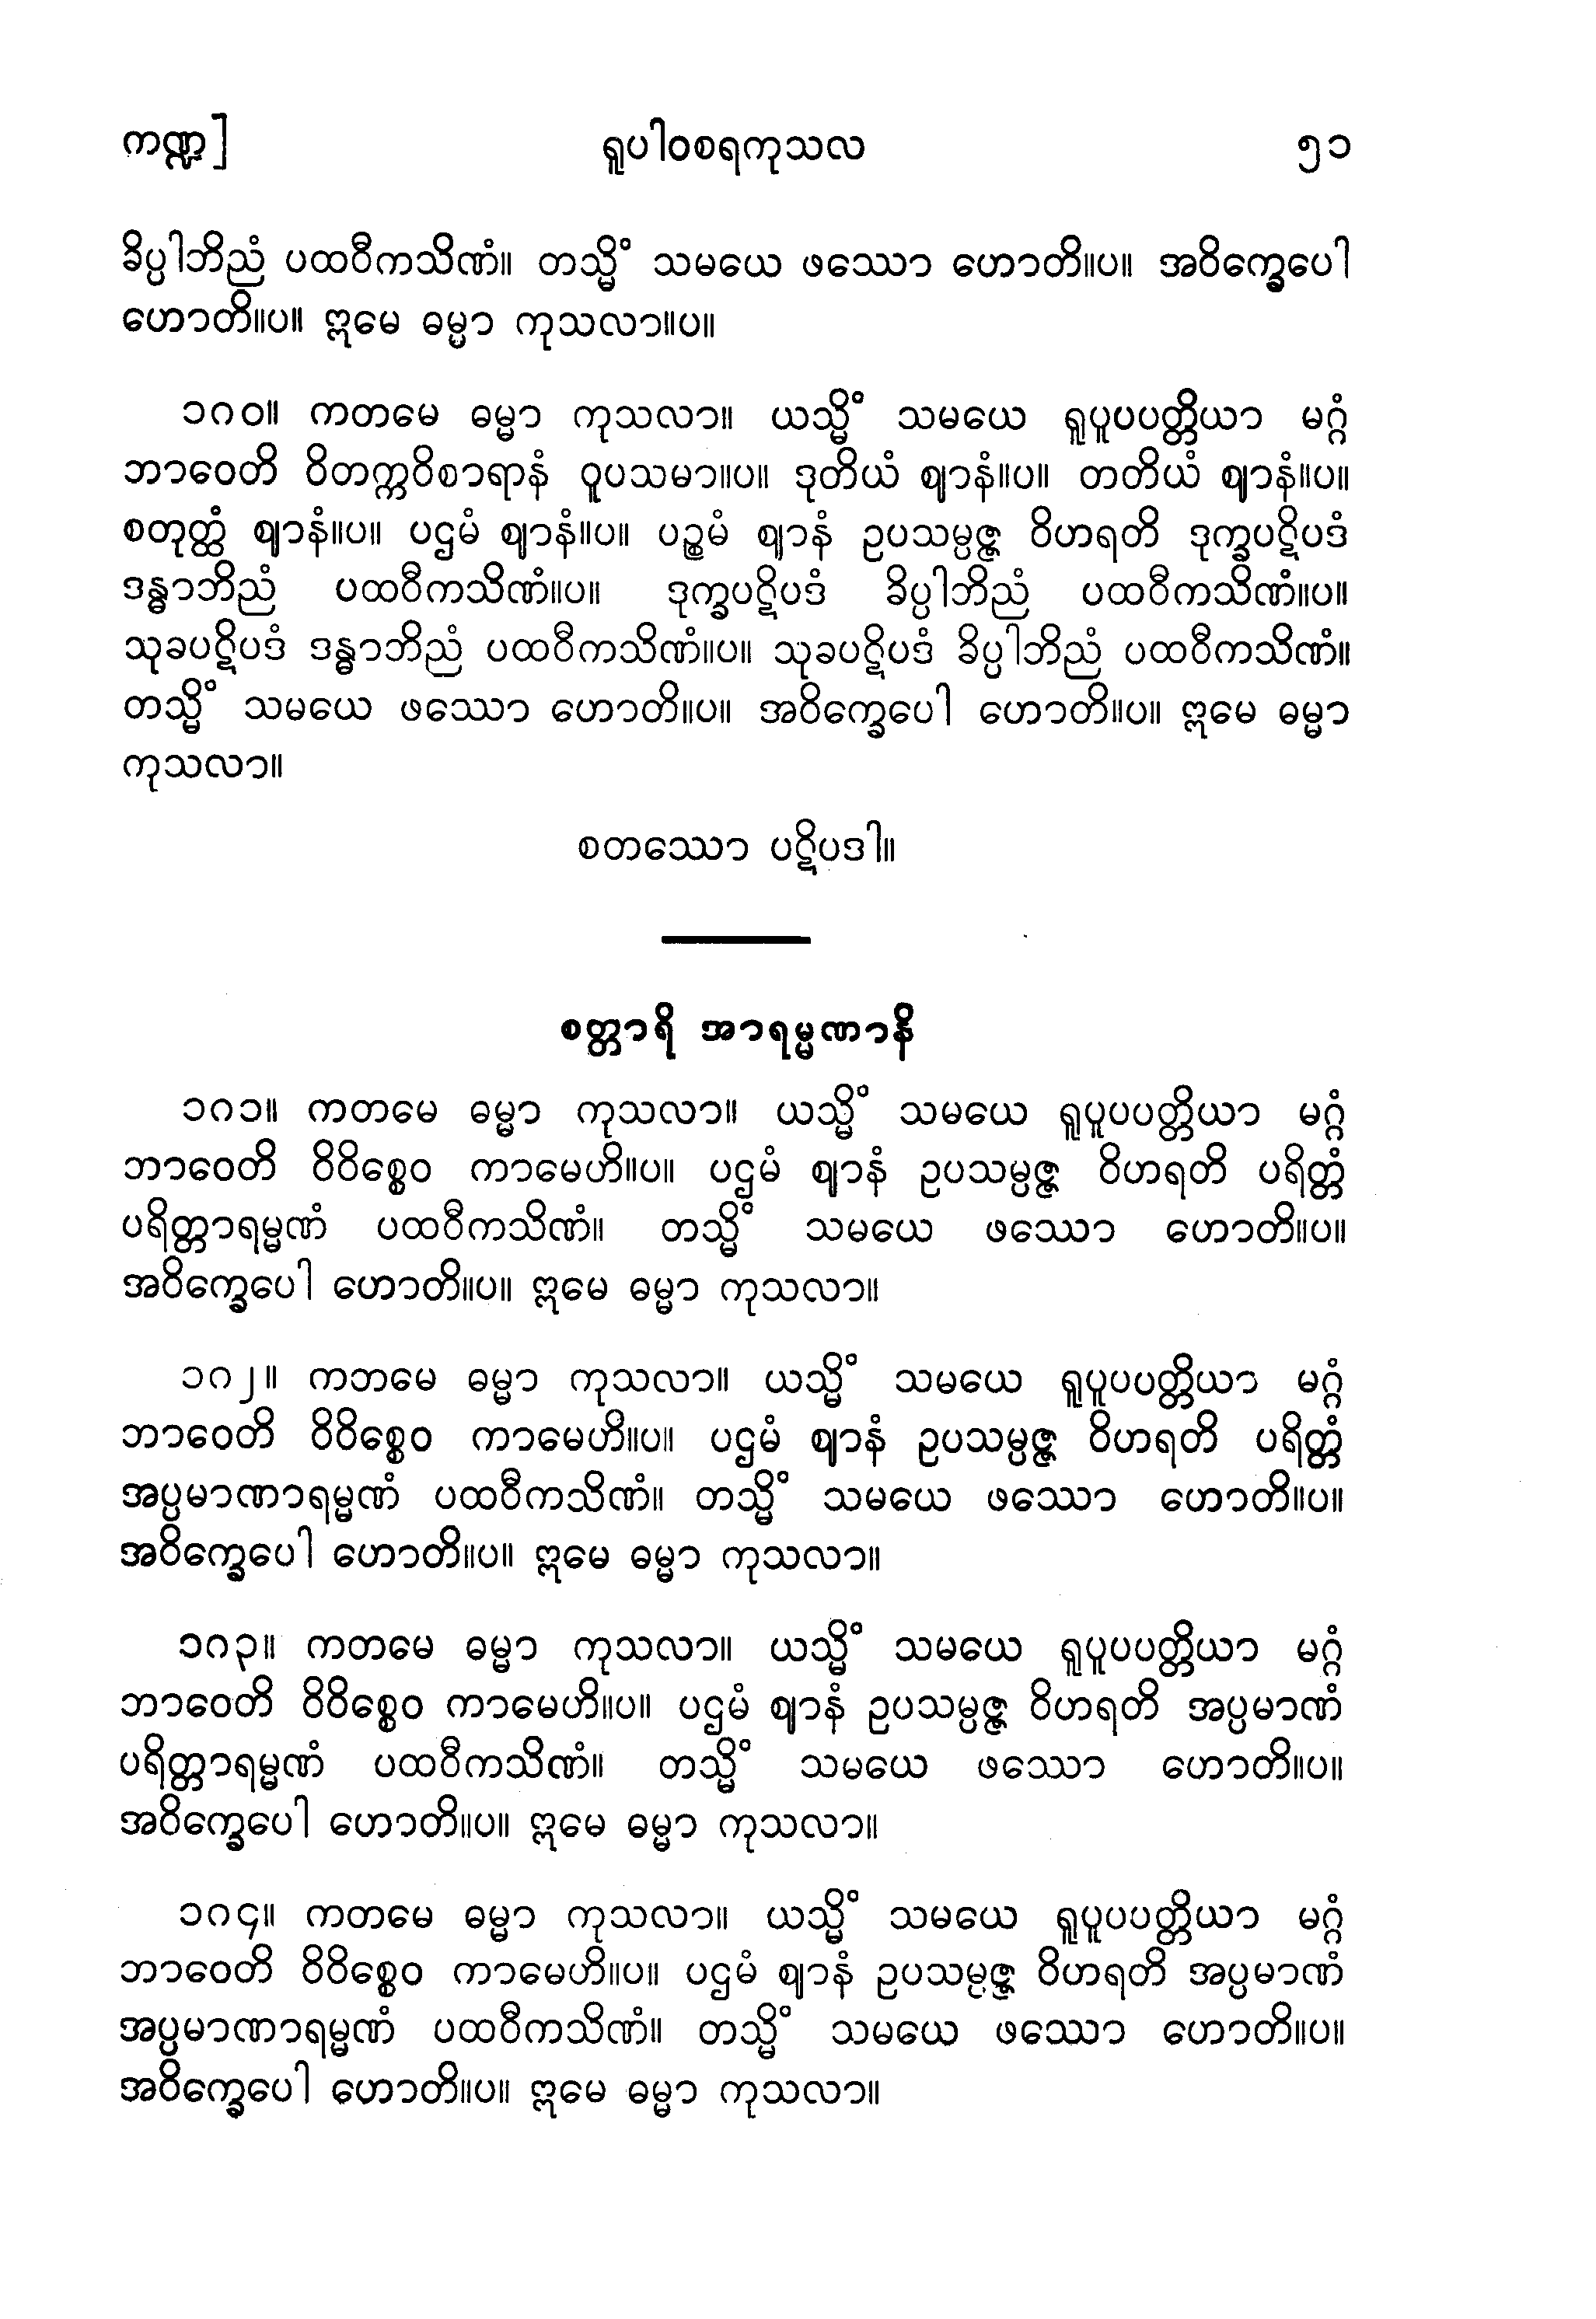 ကဏ္ဍ]
ရူပါဝစရကုသလ
၅၁
ခိပ္ပါဘိညံ ပထဝီကသိဏံ။ တသ္မိံ သမယေ ဖဿော ဟောတိ။ပ။ အဝိက္ခေပေါ
ဟောတိ။ပ။ ဣမေ ဓမ္မာ ကုသလာ။ပ။
၁၈၀။ ကတမေ ဓမ္မာ ကုသလာ။ ယသ္မိံ သမယေ ရူပူပပတ္တိယာ မဂ္ဂံ
ဘာဝေတိ ဝိတက္ကဝိစာရာနံ ဝူပသမာ။ပ။ ဒုတိယံ ဈာနံ။ပ။ တတိယံ ဈာနံ။ပ။
စတုတ္ထံ ဈာနံ။ပ။ ပဌမံ ဈာနံ။ပ။ ပဉ္စမံ ဈာနံ ဥပသမ္ပဇ္ဇ ဝိဟရတိ ဒုက္ခပဋိပဒံ
ဒန္ဓာဘိညံ ပထဝီကသိဏံ။ပ။ ဒုက္ခပဋိပဒံ ခိပ္ပါဘိညံ ပထဝီကသိဏံ။ပ။
သုခပဋိပဒံ ဒန္ဓာဘိညံ ပထဝီကသိဏံ။ပ။ သုခပဋိပဒံ ခိပ္ပါဘိညံ ပထဝီကသိဏံ။
တသ္မိံ သမယေ ဖဿော ဟောတိ။ပ။ အဝိက္ခေပေါ ဟောတိ။ပ။ ဣမေ ဓမ္မာ
ကုသလာ။
စတဿော ပဋိပဒါ။
စတ္တာရိ အာရမ္မဏာနိ
၁၈၁။ ကတမေ ဓမ္မာ ကုသလာ။ ယသ္မိံ သမယေ ရူပူပပတ္တိယာ မဂ္ဂံ
ဘာဝေတိ ဝိဝိစ္စေဝ ကာမေဟိ။ပ။ ပဌမံ ဈာနံ ဥပသမ္ပဇ္ဇ ဝိဟရတိ ပရိတ္တံ
ပရိတ္တာရမ္မဏံ ပထဝီကသိဏံ။ တသ္မိံ သမယေ ဖဿော ဟောတိ။ပ။
အဝိက္ခေပေါ ဟောတိ။ပ။ ဣမေ ဓမ္မာ ကုသလာ။
၁၈၂။ ကဘမေ ဓမ္မာ ကုသလာ။ ယသ္မိံ သမယေ ရူပူပပတ္တိယာ မဂ္ဂံ
ဘာဝေတိ ဝိဝိစ္စေဝ ကာမေဟိ။ပ။ ပဌမံ ဈာနံ ဥပသမ္ပဇ္ဇ ဝိဟရတိ ပရိတ္တံ
အပ္ပမာဏာရမ္မဏံ ပထဝီကသိဏံ။ တသ္မိံ သမယေ ဖဿော ဟောတိ။ပ။
အဝိက္ခေပေါ ဟောတိ။ပ။ ဣမေ ဓမ္မာ ကုသလာ။
၁၈၃။ ကတမေ ဓမ္မာ ကုသလာ။ ယသ္မိံ သမယေ ရူပူပပတ္တိယာ မဂ္ဂံ
ဘာဝေတိ ဝိဝိစ္စေဝ ကာမေဟိ။ပ။ ပဌမံ ဈာနံ ဥပသမ္ပဇ္ဇ ဝိဟရတိ အပ္ပမာဏံ
ပရိတ္တာရမ္မဏံ ပထဝီကသိဏံ။ တသ္မိံ သမယေ ဖဿော ဟောတိ။ပ။
အဝိက္ခေပေါ ဟောတိ။ပ။ ဣမေ ဓမ္မာ ကုသလာ။
၁၈၄။ ကတမေ ဓမ္မာ ကုသလာ။ ယသ္မိံ သမယေ ရူပူပပတ္တိယာ မဂ္ဂံ
ဘာဝေတိ ဝိဝိစ္စေဝ ကာမေဟိ။ပ။ ပဌမံ ဈာနံ ဥပသမ္ပဇ္ဇ ဝိဟရတိ အပ္ပမာဏံ
အပ္ပမာဏာရမ္မဏံ ပထဝီကသိဏံ။ တသ္မိံ သမယေ ဖဿော ဟောတိ။ပ။
အဝိက္ခေပေါ ဟောတိ။ပ။ ဣမေ ဓမ္မာ ကုသလာ။